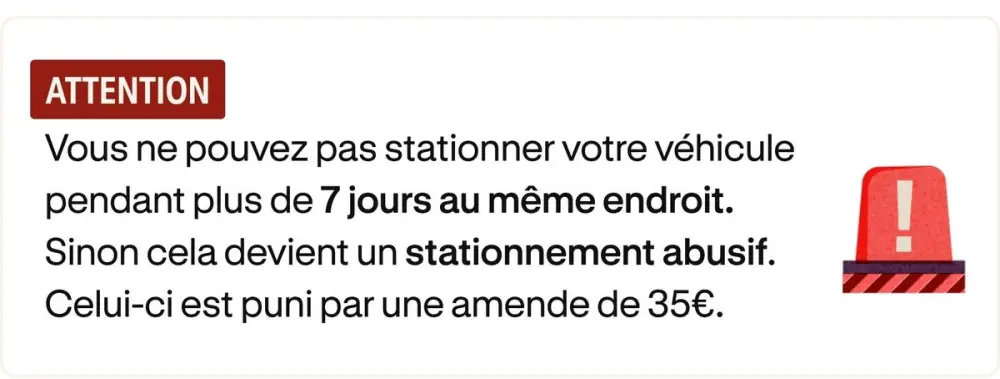 ATTENTION
Vous ne pouvez pas stationner votre véhicule
pendant plus de 7 jours au même endroit.
Sinon cela devient un stationnement abusif.
Celui-ci est puni par une amende de 35€.
!